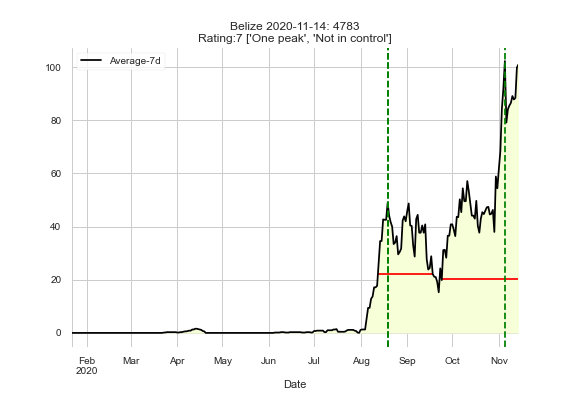 Belize 2020-11-14: 4783
Rating:7 ['One peak', 'Not in control']
Average-7d
100
80
60
40
20
0
Feb Mar Apr May Jun Jul Aug Sep Oct Nov
2020
Date